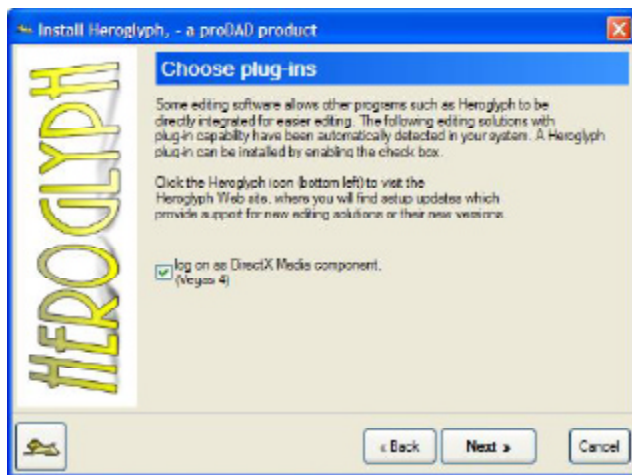 Install Heroglyph, - a proDAD product
HEROGLYPH
Choose plug-ins
Some editing software allows other programs such as Heroglyph to be
directly integrated for easier editing. The following editing solutions with
plug-in capability have been automatically detected in your system. A Heroglyph
plug-in can be installed by enabling the check box.
Click the Heroglyph icon (bottom left) to visit the
Heroglyph Web site, where you will find setup updates which
provide support for new editing solutions or their new versions.
log on as DirectX Media component.
(Vegas 4)
< Back
Next >
Cancel